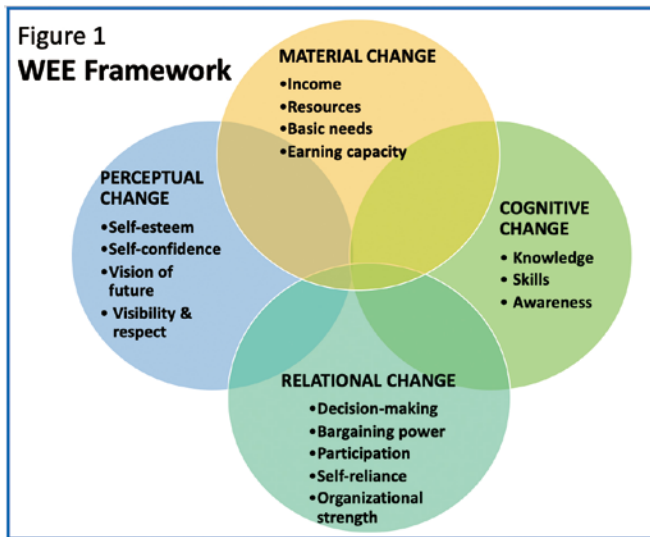 Figure 1
WEE Framework
MATERIAL CHANGE
•Income
•Resources
•Basic needs
•Earning capacity
PERCEPTUAL
CHANGE
•Self-esteem
•Self-confidence
•Vision of
future
• Visibility &
respect
COGNITIVE
CHANGE
• Knowledge
• Skills
• Awareness
RELATIONAL CHANGE
•Decision-making
•Bargaining power
•Participation
•Self-reliance
•Organizational
strength